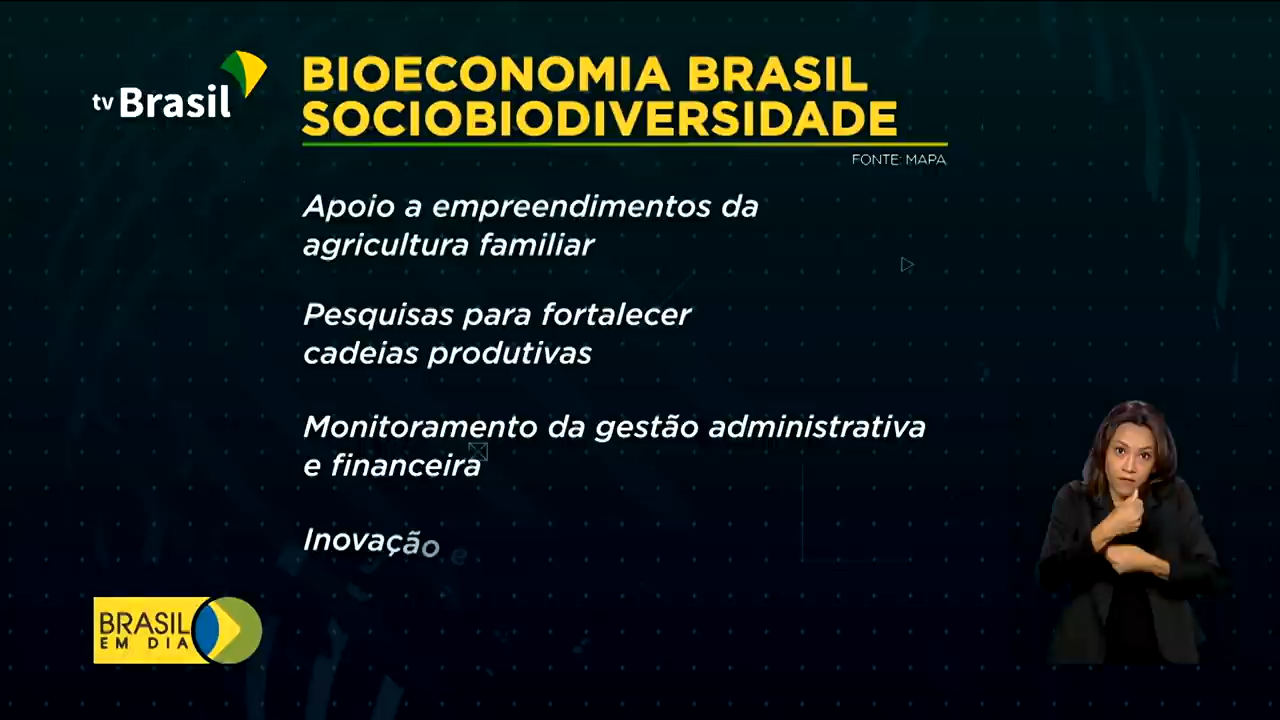 tv Brasil
BIOECONOMIA BRASIL
SOCIOBIODIVERSIDADE
FONTE: MAPA
Apoio a empreendimentos da
agricultura familiar
Pesquisas para fortalecer
cadeias produtivas
Monitoramento da gestão administrativa
e financeira
Inovação e
BRASIL
EM DIA